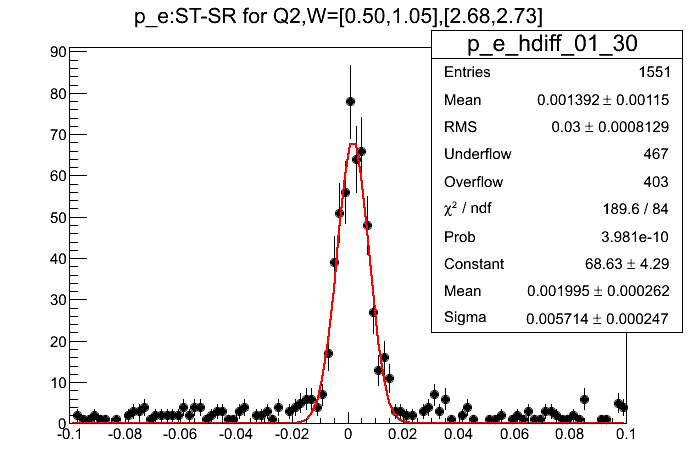 p_e:ST-SR for Q2,W=[0.50,1.05],[2.68,2.73]
p_e_hdiff_01_30
Entries 1551
Mean 0.001392 ± 0.00115
RMS 0.03 ± 0.0008129
Underflow 467
Overflow 403
χ² / ndf 189.6 / 84
Prob 3.981e-10
Constant 68.63 ± 4.29
Mean 0.001995 ± 0.000262
Sigma 0.005714 ± 0.000247
90
80
70
60
50
40
30
20
10
0
-0.1 -0.08 -0.06 -0.04 -0.02 0 0.02 0.04 0.06 0.08 0.1